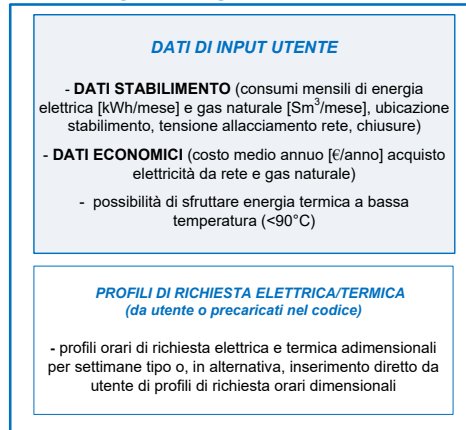 DATI DI INPUT UTENTE
- DATI STABILIMENTO (consumi mensili di energia
elettrica [kWh/mese] e gas naturale [Sm³/mese], ubicazione
stabilimento, tensione allacciamento rete, chiusure)
- DATI ECONOMICI (costo medio annuo [€/anno] acquisto
elettricità da rete e gas naturale)
- possibilità di sfruttare energia termica a bassa
temperatura (<90°C)
PROFILI DI RICHIESTA ELETTRICA/TERMICA
(da utente o precaricati nel codice)
- profili orari di richiesta elettrica e termica adimensionali
per settimane tipo o, in alternativa, inserimento diretto da
utente di profili di richiesta orari dimensionali